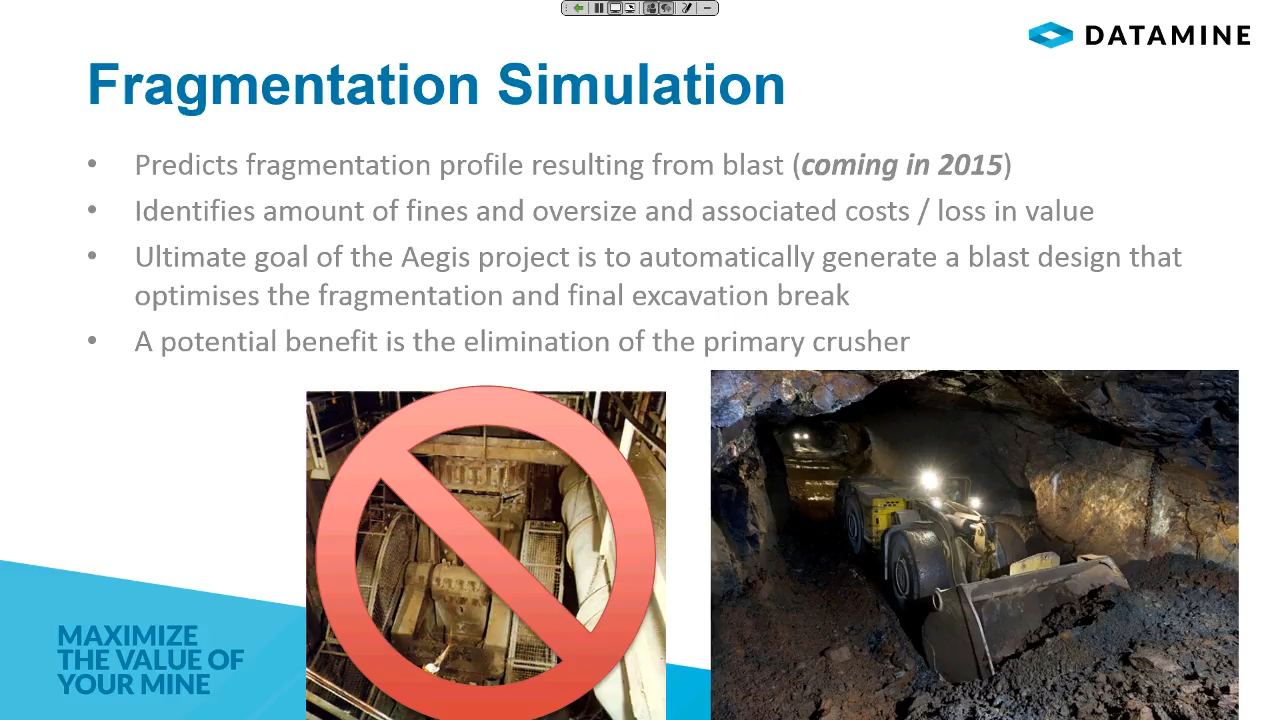 DATAMINE
Fragmentation Simulation
• Predicts fragmentation profile resulting from blast (coming in 2015)
• Identifies amount of fines and oversize and associated costs / loss in value
• Ultimate goal of the Aegis project is to automatically generate a blast design that
optimises the fragmentation and final excavation break
• A potential benefit is the elimination of the primary crusher
MAXIMIZE
THE VALUE OF
YOUR MINE